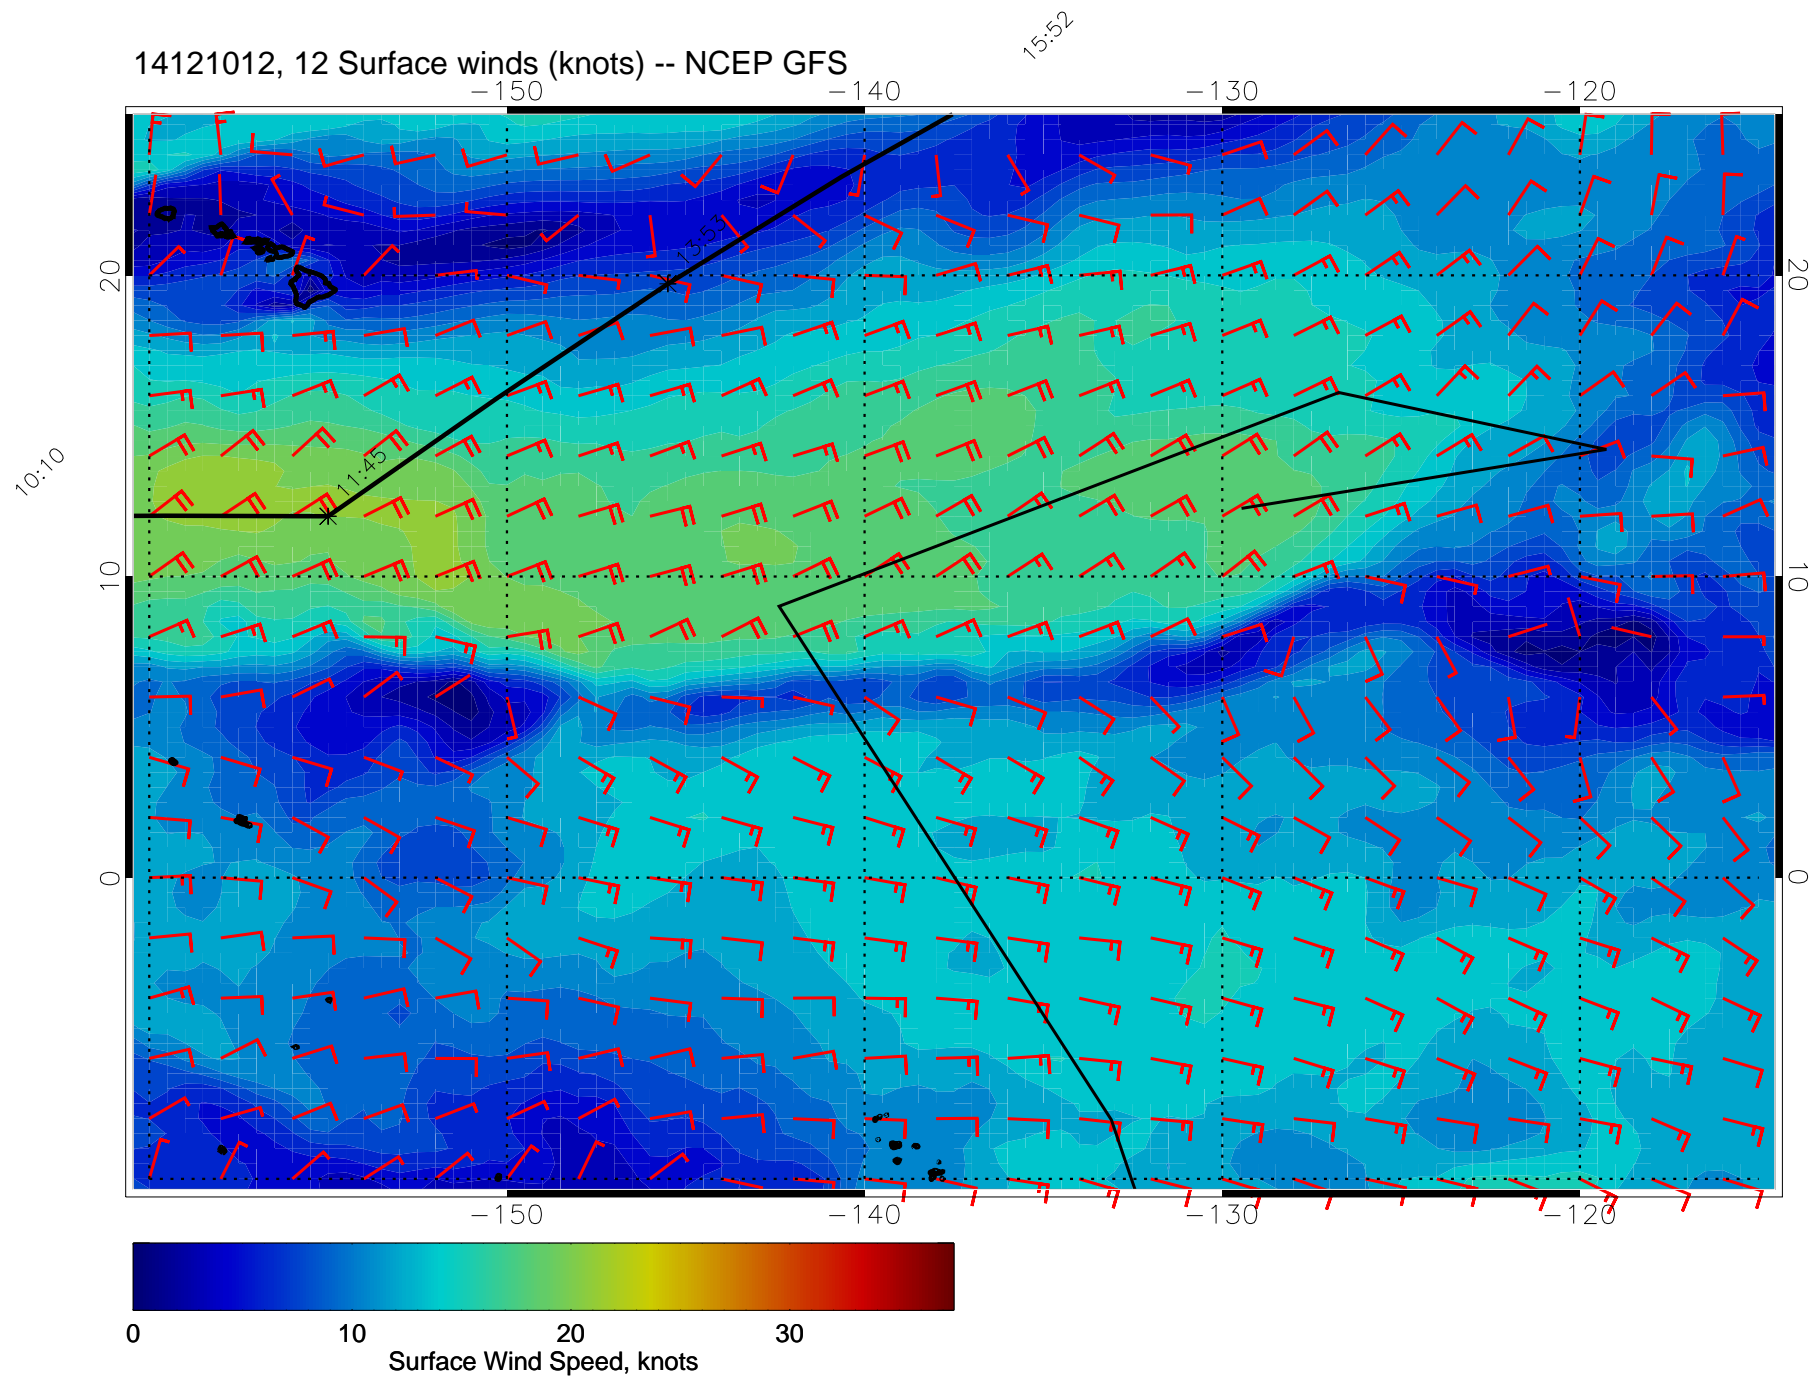 15:52
14121012, 12 Surface winds (knots) -- NCEP GFS
-150 -140 -130 -120
13:53
20 20
10:10
11:45
10 10
0 0
-150 -140 -130 -120
0 10 20 30
Surface Wind Speed, knots